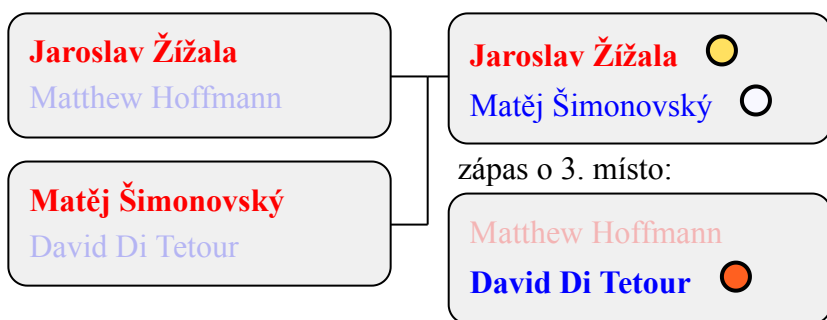 Jaroslav Žížala
Matthew Hoffmann
Matěj Šimonovský
David Di Tetour
Jaroslav Žížala
Matěj Šimonovský
zápas o 3. místo:
Matthew Hoffmann
David Di Tetour